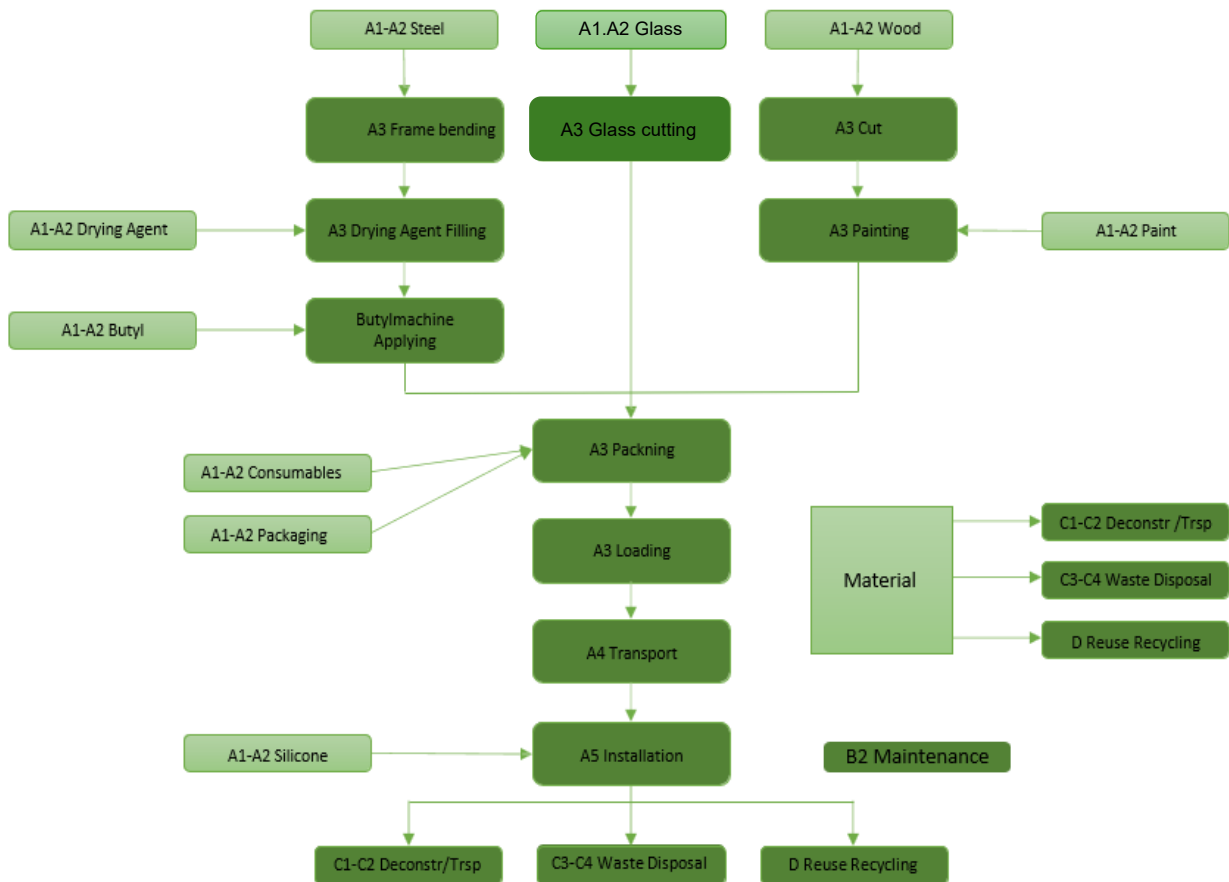 A1-A2 Steel
A1.A2 Glass
A1-A2 Wood
A3 Frame bending
A3 Glass cutting
A3 Cut
A1-A2 Drying Agent
A3 Drying Agent Filling
A3 Painting
A1-A2 Paint
A1-A2 Butyl
Butylmachine
Applying
A3 Packning
A1-A2 Consumables
A1-A2 Packaging
A3 Loading
Material
C1-C2 Deconstr /Trsp
C3-C4 Waste Disposal
D Reuse Recycling
A4 Transport
A1-A2 Silicone
A5 Installation
B2 Maintenance
C1-C2 Deconstr/Trsp
C3-C4 Waste Disposal
D Reuse Recycling